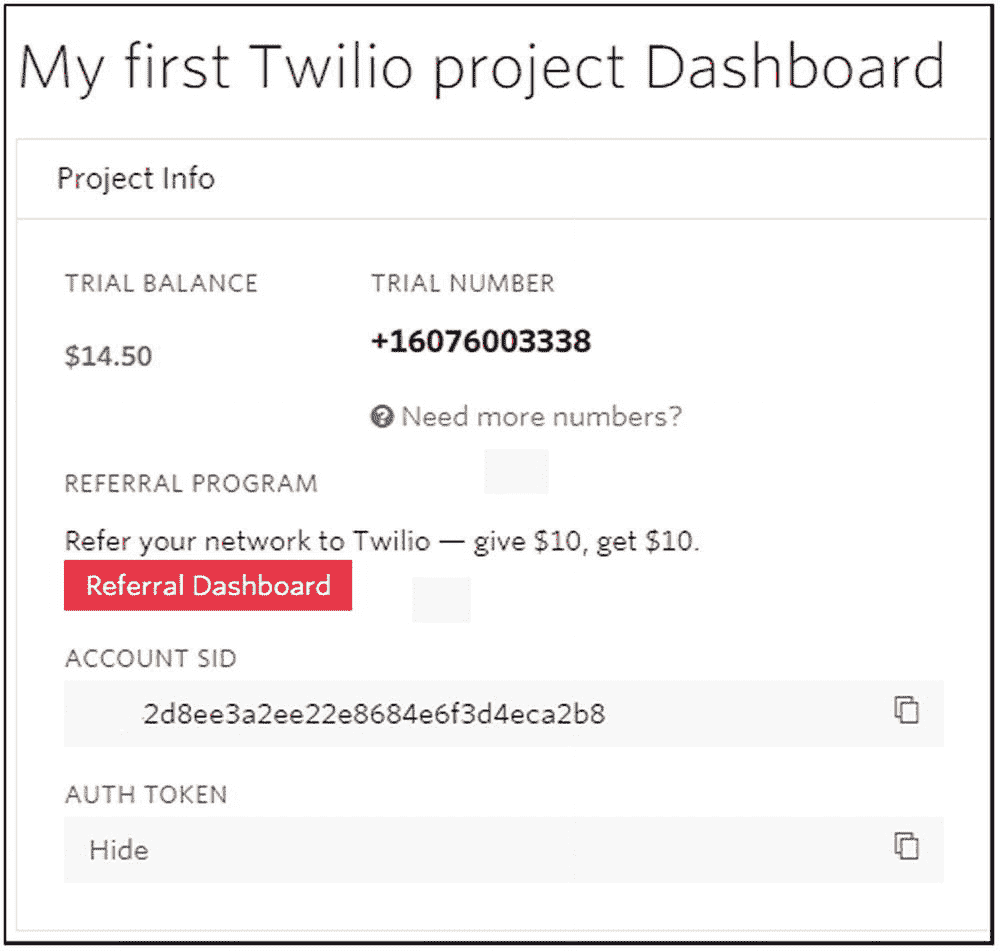 My first Twilio project Dashboard
Project Info
TRIAL BALANCE
TRIAL NUMBER
$14.50
+16076003338
Need more numbers?
REFERRAL PROGRAM
Refer your network to Twilio — give $10, get $10.
Referral Dashboard
ACCOUNT SID
2d8ee3a2ee22e8684e6f3d4eca2b8
AUTH TOKEN
Hide